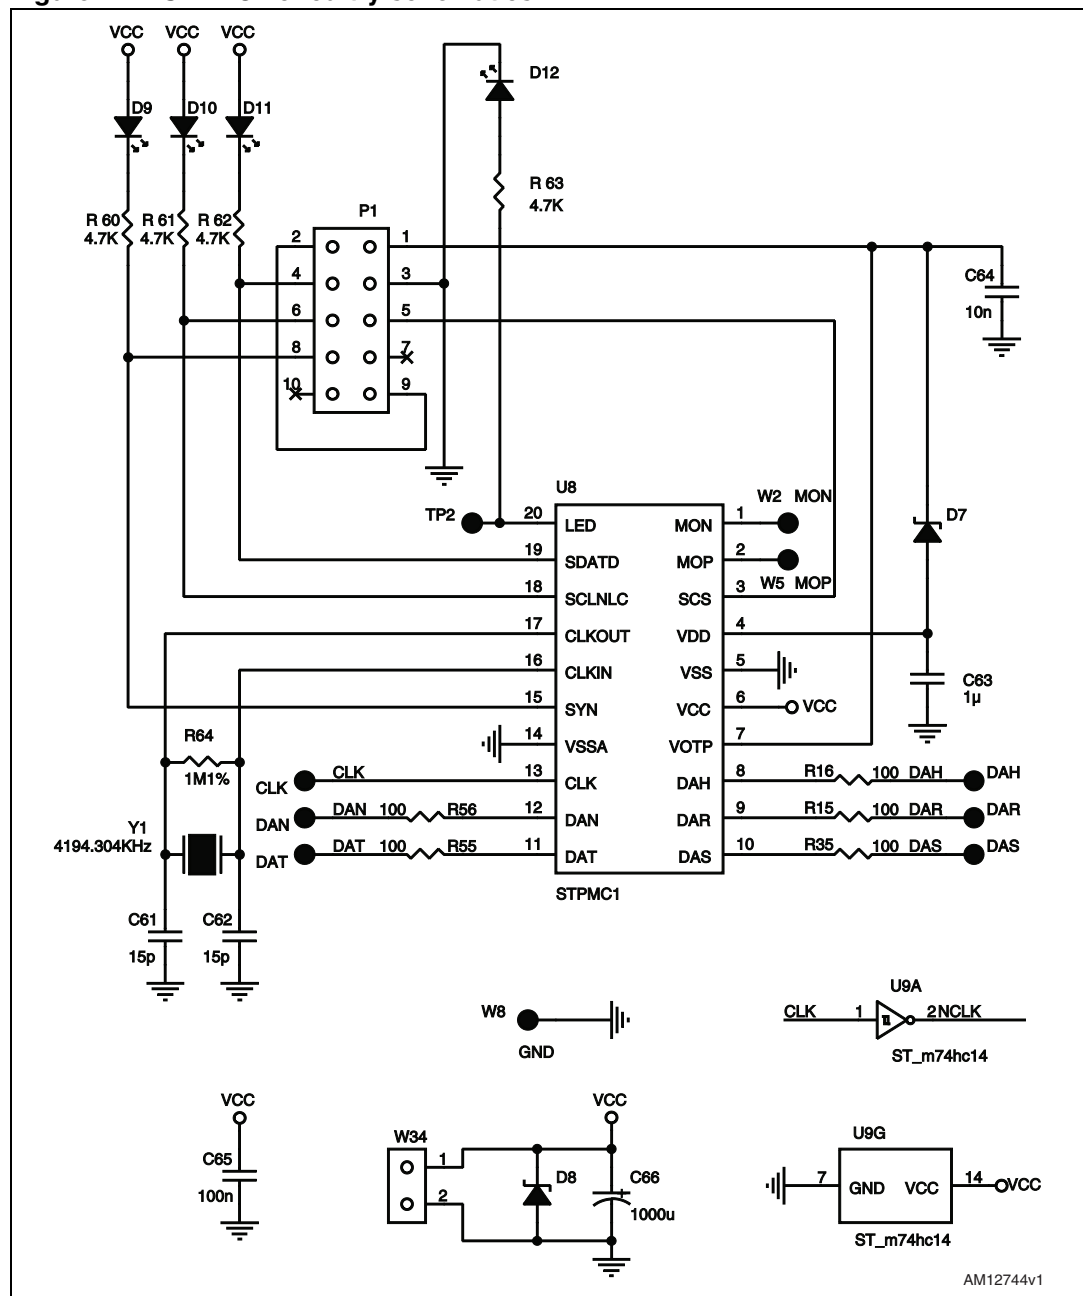 VCC VCC VCC
D12
D9 D10 D11
R 63
4.7K
P1
R 60 R 61 R 62
4.7K 4.7K 4.7K
2 1
4 3
C64
10n
6 5
8 7
10 9
U8
W2 MON
TP2
20 LED MON 1
D7
19 SDATD MOP 2
W5 MOP
18 SCLNLC SCS 3
17 CLKOUT VDD 4
16 CLKIN VSS 5
C63
1µ
15 SYN VCC 6 VCC
R64
14 VSSA VOTP 7
1M1%
CLK CLK 13 CLK DAH 8 R16 100 DAH DAH
DAN DAN 100 R56 12 DAN DAR 9 R15 100 DAR DAR
Y1
4194.304KHz
DAT DAT 100 R55 11 DAT DAS 10 R35 100 DAS DAS
STPMC1
C61 C62
15p 15p
U9A
W8
CLK 1 2 NCLK
GND
ST_m74hc14
VCC VCC
W34
U9G
C65
100n
1
D8 C66
7 GND VCC 14 VCC
2
1000u
ST_m74hc14
AM12744v1